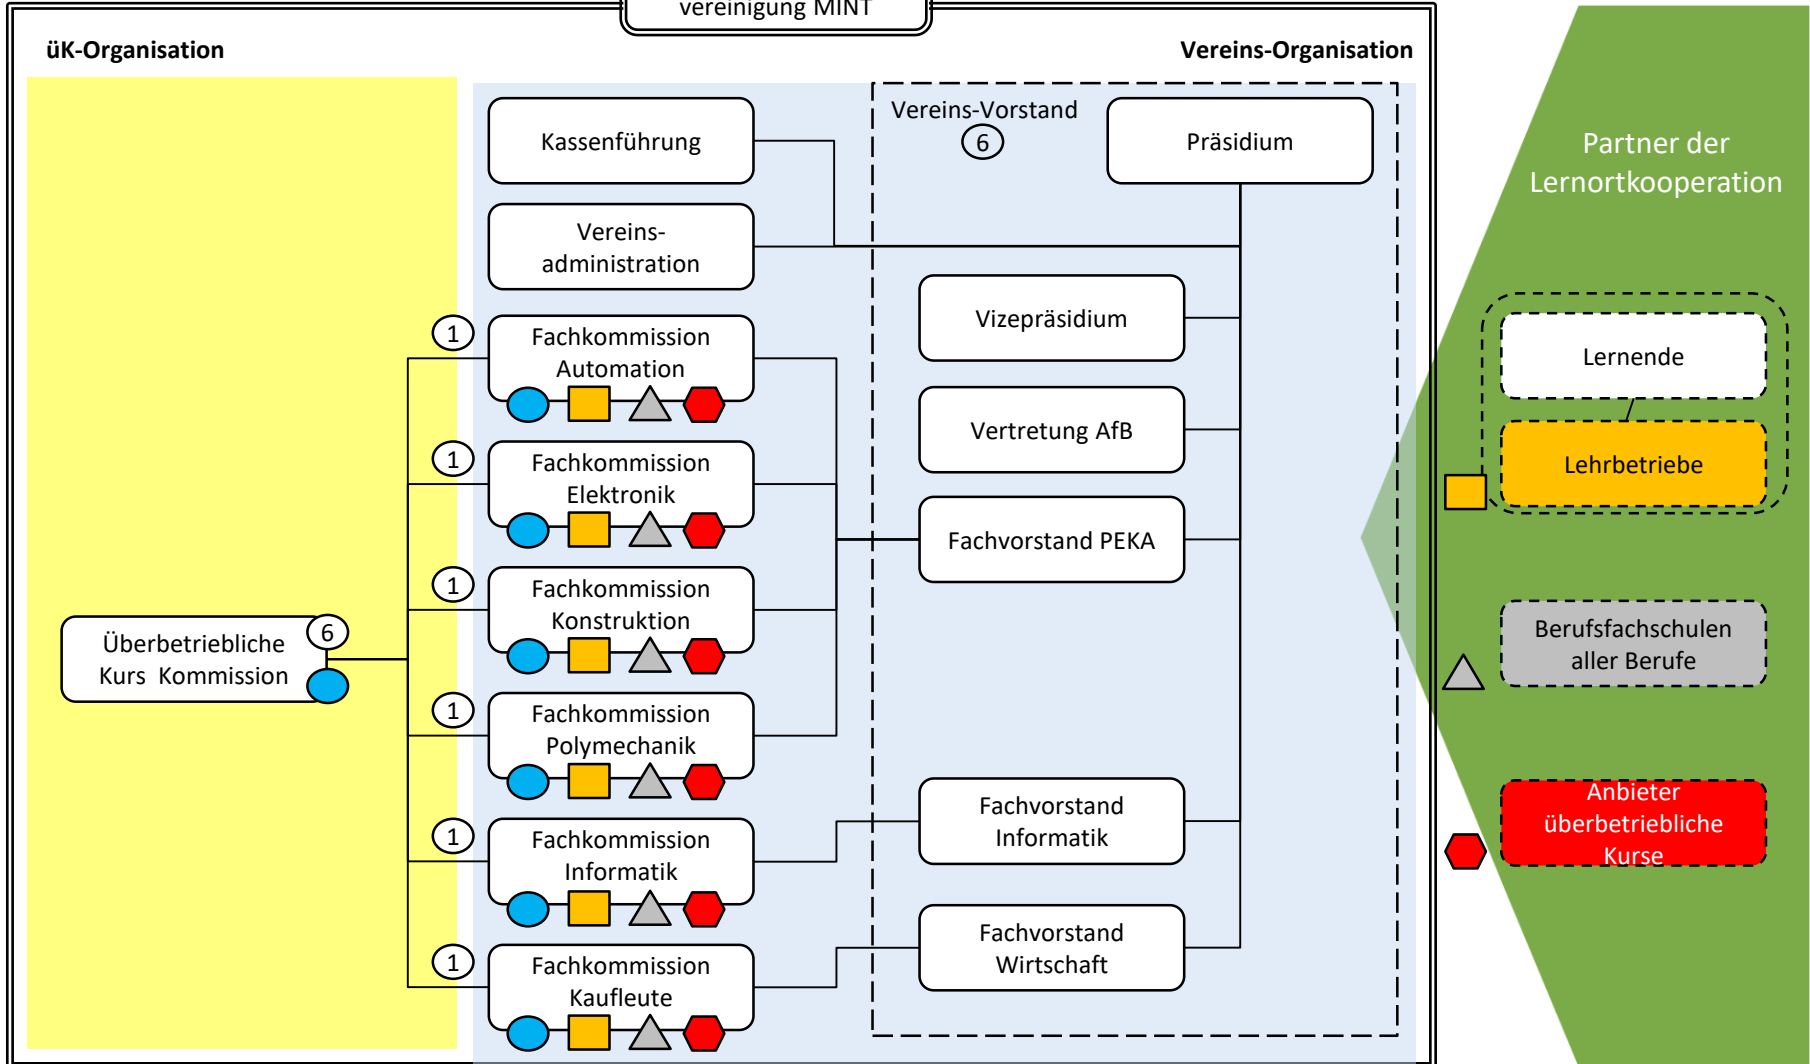 vereinigung MINT
üK-Organisation
Vereins-Organisation
Kassenführung
Vereins-Vorstand
6
Präsidium
Partner der
Lernortkooperation
Vereins-
administration
Vizepräsidium
1
Fachkommission
Automation
Lernende
Vertretung AfB
Lehrbetriebe
1
Fachkommission
Elektronik
Fachvorstand PEKA
1
Fachkommission
Konstruktion
Überbetriebliche
Kurs Kommission
6
Berufsfachschulen
aller Berufe
1
Fachkommission
Polymechanik
Fachvorstand
Informatik
Anbieter
überbetriebliche
Kurse
1
Fachkommission
Informatik
Fachvorstand
Wirtschaft
1
Fachkommission
Kaufleute